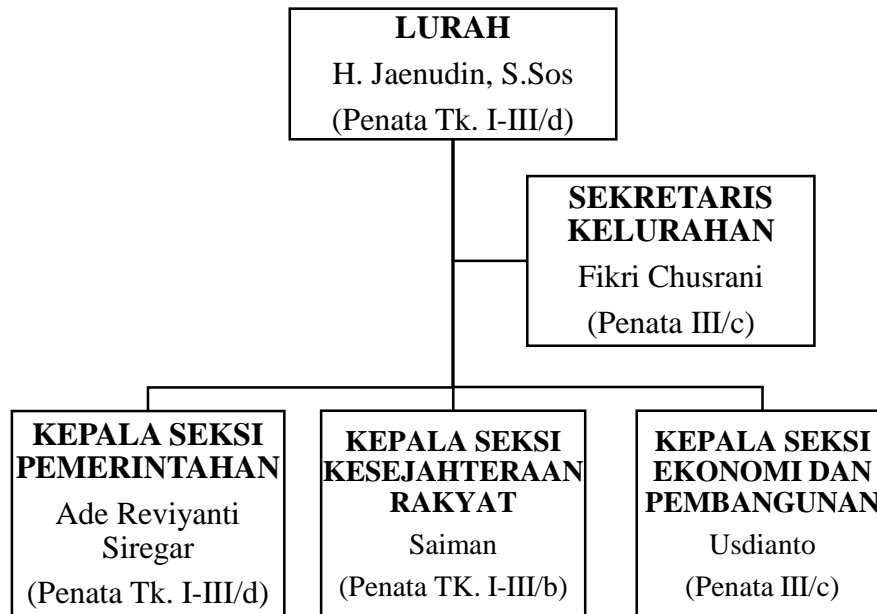 LURAH
H. Jaenudin, S.Sos
(Penata Tk. I-III/d)
SEKRETARIS
KELURAHAN
Fikri Chusrani
(Penata III/c)
KEPALA SEKSI
PEMERINTAHAN
Ade Reviyanti
Siregar
(Penata Tk. I-III/d)
KEPALA SEKSI
KESEJAHTERAAN
RAKYAT
Saiman
(Penata TK. I-III/b)
KEPALA SEKSI
EKONOMI DAN
PEMBANGUNAN
Usdianto
(Penata III/c)